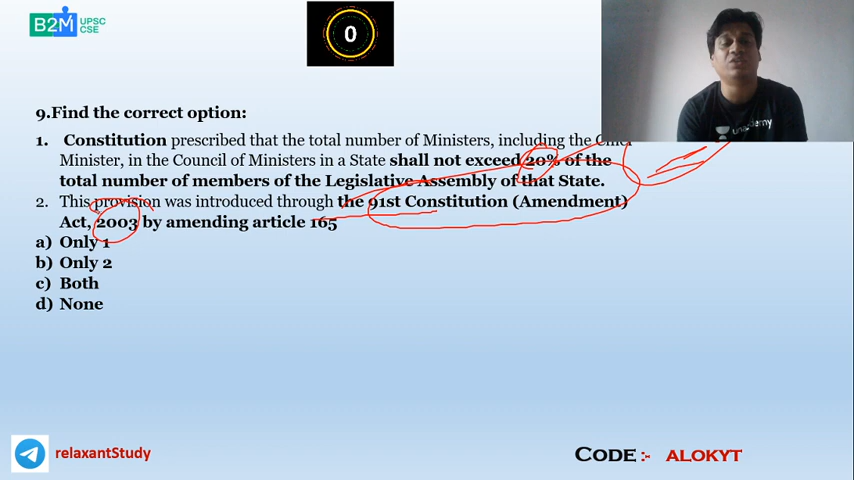 B2M UPSC
CSE
0
unacademy
9.Find the correct option:
1. Constitution prescribed that the total number of Ministers, including the Chief
Minister, in the Council of Ministers in a State shall not exceed 20% of the
total number of members of the Legislative Assembly of that State.
2. This provision was introduced through the 91st Constitution (Amendment)
Act, 2003 by amending article 165
a) Only 1
b) Only 2
c) Both
d) None
relaxantStudy
CODE :- ALOKYT